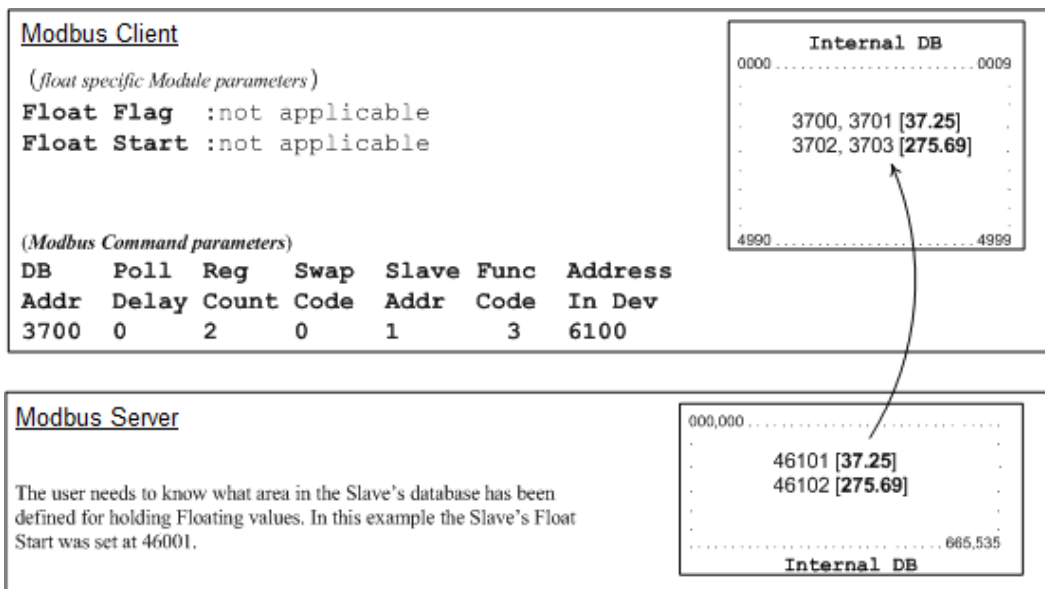 Modbus Client
(float specific Module parameters)
Float Flag :not applicable
Float Start :not applicable
(Modbus Command parameters)
DB Poll Reg Swap Slave Func Address
Addr Delay Count Code Addr Code In Dev
3700 0 2 0 1 3 6100
Internal DB
0000 . . . . . . . . . . . . . . . . . . . . . . . . 0009
3700, 3701 [37.25]
3702, 3703 [275.69]
4990 . . . . . . . . . . . . . . . . . . . . . . . . 4999
Modbus Server
The user needs to know what area in the Slave's database has been
defined for holding Floating values. In this example the Slave's Float
Start was set at 46001.
000,000 . . . . . . . . . . . . . . . . . . . . . . . . . . . .
46101 [37.25]
46102 [275.69]
. . . . . . . . . . . . . . . . . . . . . . . . . . . . 665,535
Internal DB